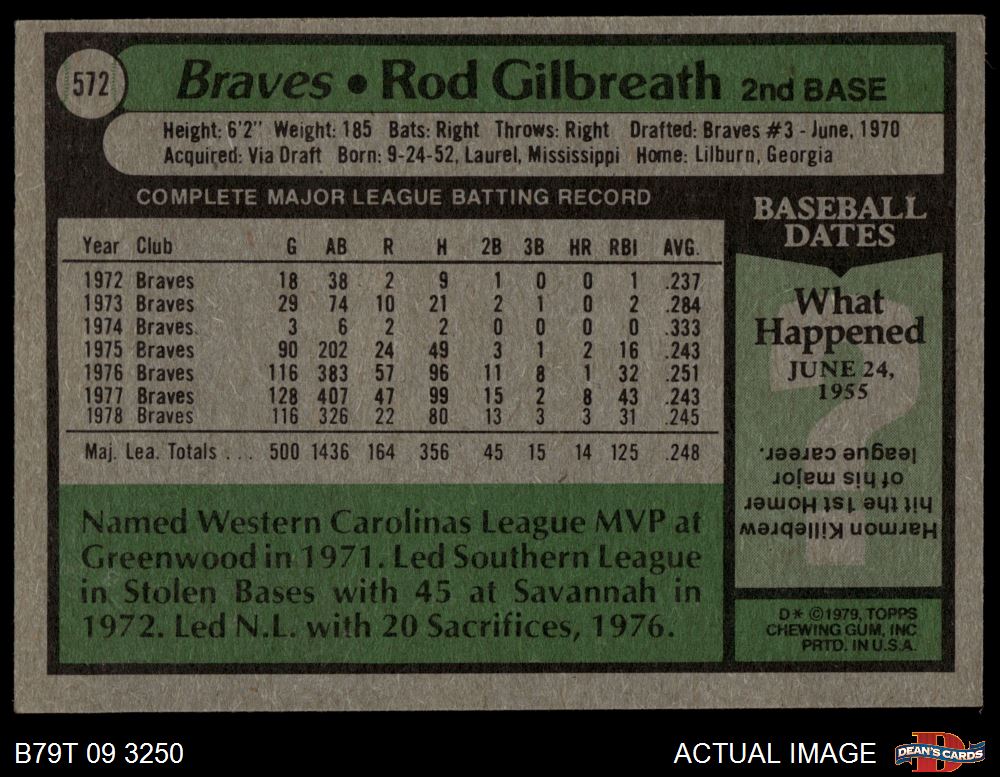 572
Braves • Rod Gilbreath 2nd BASE
Height: 6'2" Weight: 185 Bats: Right Throws: Right Drafted: Braves #3 - June, 1970
Acquired: Via Draft Born: 9-24-52, Laurel, Mississippi Home: Lilburn, Georgia
COMPLETE MAJOR LEAGUE BATTING RECORD
Year Club G AB R H 2B 3B HR RBI AVG.
1972 Braves 18 38 2 9 1 0 0 1 .237
1973 Braves 29 74 10 21 2 1 0 2 .284
1974 Braves. 3 6 2 2 0 0 0 0 .333
1975 Braves 90 202 24 49 3 1 2 16 .243
1976 Braves 116 383 57 96 11 8 1 32 .251
1977 Braves 128 407 47 99 15 2 8 43 .243
1978 Braves 116 326 22 80 13 3 3 31 .245
Maj. Lea. Totals . . . 500 1436 164 356 45 15 14 125 .248
Named Western Carolinas League MVP at
Greenwood in 1971. Led Southern League
in Stolen Bases with 45 at Savannah in
1972. Led N.L. with 20 Sacrifices, 1976.
BASEBALL
DATES
What
Happened
JUNE 24,
1955
Harmon Killebrew
hit the 1st Homer
of his major
league career.
D* ©1979, TOPPS
CHEWING GUM, INC
PRTD. IN U.S.A.
B79T 09 3250
ACTUAL IMAGE
D
DEAN'S CARDS